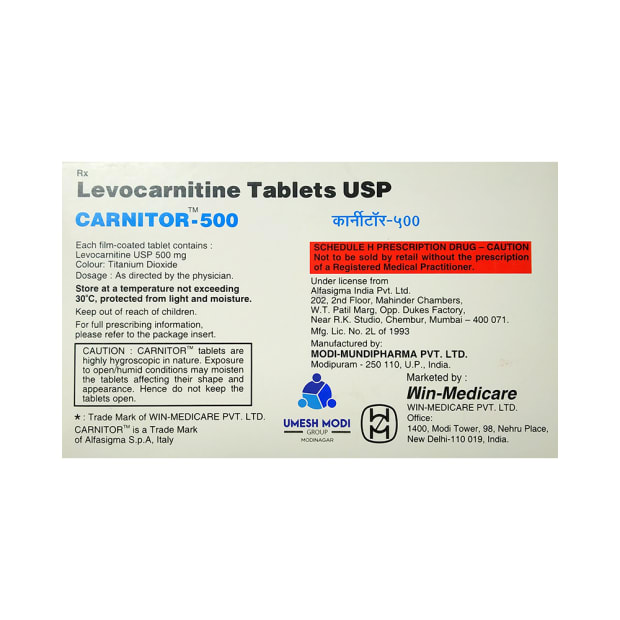 Rx
Levocarnitine Tablets USP
CARNITOR™-500
कार्नीटॉर-५००
Each film-coated tablet contains :
Levocarnitine USP 500 mg
Colour: Titanium Dioxide
Dosage : As directed by the physician.
Store at a temperature not exceeding
30°C, protected from light and moisture.
Keep out of reach of children.
For full prescribing information,
please refer to the package insert.
CAUTION : CARNITOR™ tablets are
highly hygroscopic in nature. Exposure
to open/humid conditions may moisten
the tablets affecting their shape and
appearance. Hence do not keep the
tablets open.
* : Trade Mark of WIN-MEDICARE PVT. LTD.
CARNITOR™ is a Trade Mark
of Alfasigma S.p.A, Italy
SCHEDULE H PRESCRIPTION DRUG – CAUTION
Not to be sold by retail without the prescription
of a Registered Medical Practitioner.
Under license from
Alfasigma India Pvt. Ltd.
202, 2nd Floor, Mahinder Chambers,
W.T. Patil Marg, Opp. Dukes Factory,
Near R.K. Studio, Chembur, Mumbai – 400 071.
Mfg. Lic. No. 2L of 1993
Manufactured by:
MODI-MUNDIPHARMA PVT. LTD.
Modipuram - 250 110, U.P., India.
UMESH MODI
GROUP
MODINAGAR
Marketed by :
Win-Medicare
WIN-MEDICARE PVT. LTD.
Office:
1400, Modi Tower, 98, Nehru Place,
New Delhi-110 019, India.